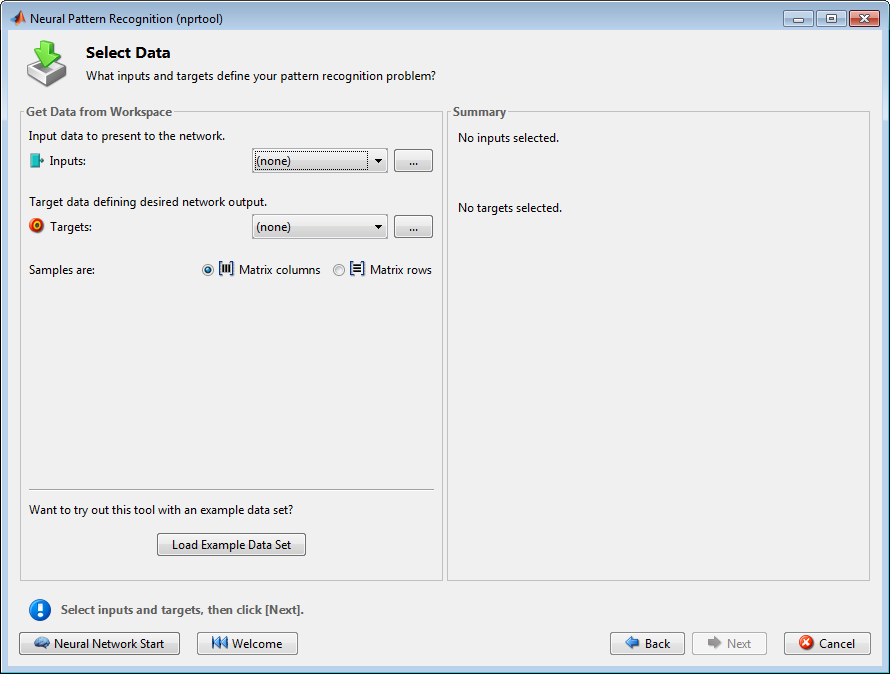 Neural Pattern Recognition (nprtool)
Select Data
What inputs and targets define your pattern recognition problem?
Get Data from Workspace
Input data to present to the network.
Inputs: (none) ...
Target data defining desired network output.
Targets: (none) ...
Samples are: Matrix columns Matrix rows
Want to try out this tool with an example data set?
Load Example Data Set
Summary
No inputs selected.
No targets selected.
Select inputs and targets, then click [Next].
Neural Network Start Welcome Back Next Cancel